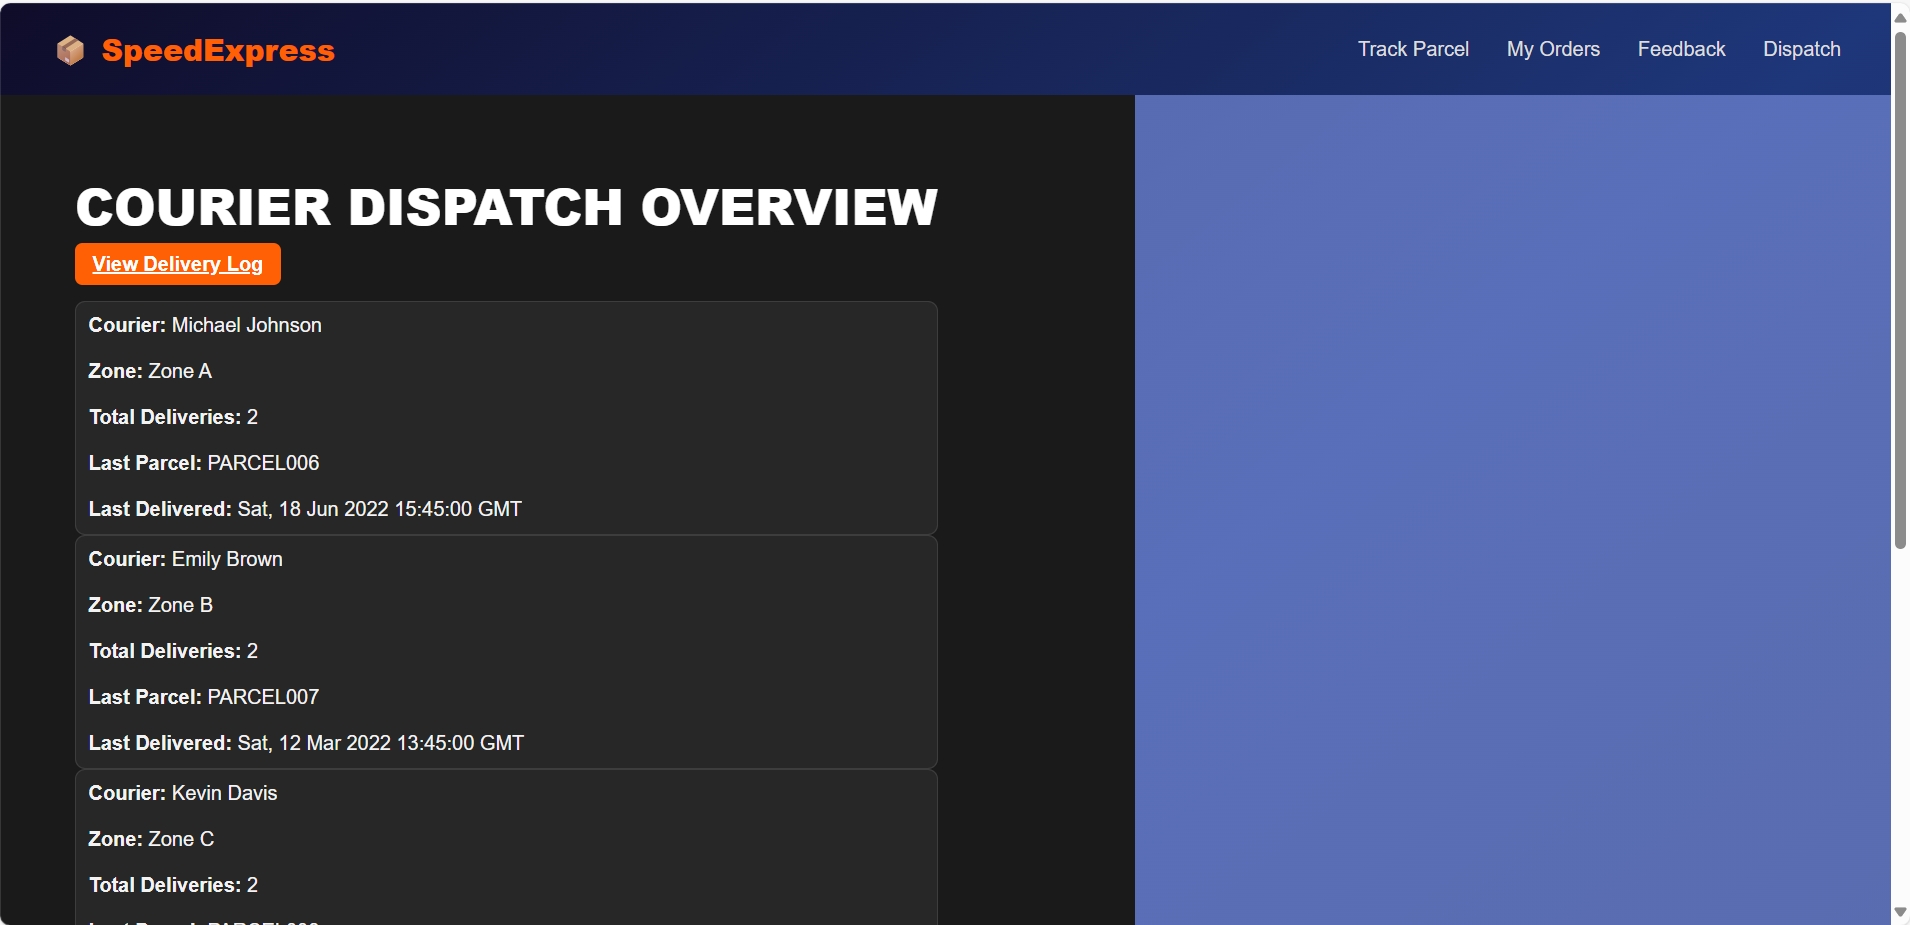 SpeedExpress
Track Parcel
My Orders
Feedback
Dispatch
COURIER DISPATCH OVERVIEW
View Delivery Log
Courier: Michael Johnson
Zone: Zone A
Total Deliveries: 2
Last Parcel: PARCEL006
Last Delivered: Sat, 18 Jun 2022 15:45:00 GMT
Courier: Emily Brown
Zone: Zone B
Total Deliveries: 2
Last Parcel: PARCEL007
Last Delivered: Sat, 12 Mar 2022 13:45:00 GMT
Courier: Kevin Davis
Zone: Zone C
Total Deliveries: 2